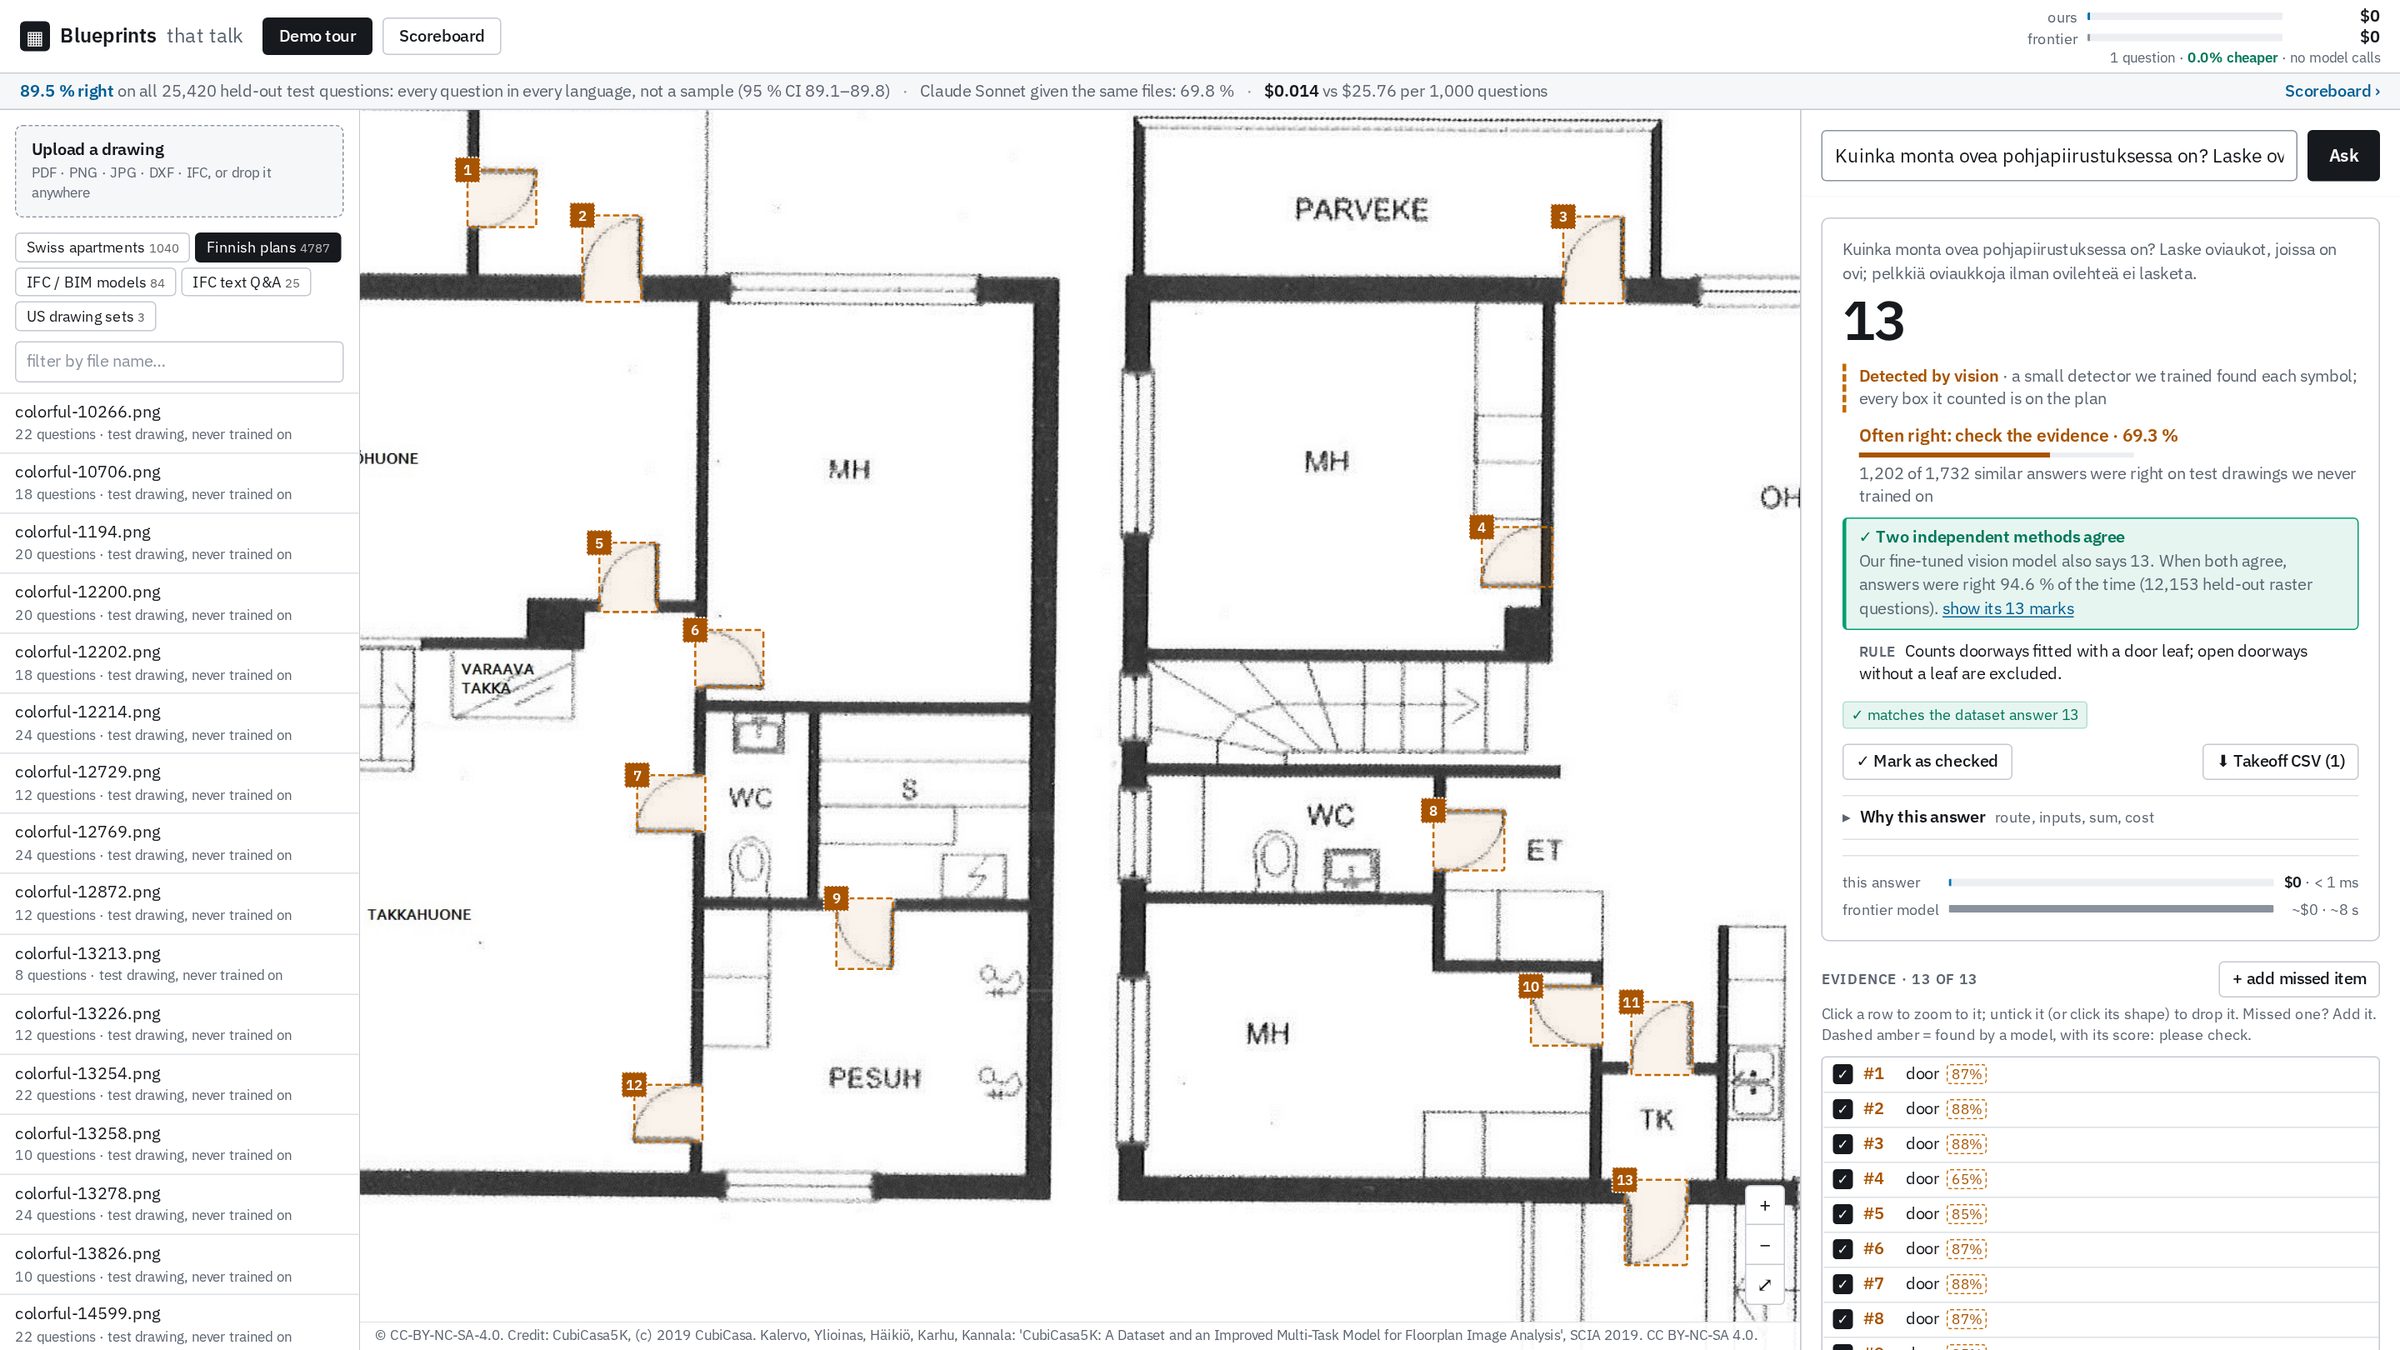 Blueprints that talk
Demo tour
Scoreboard
ours $0
frontier $0
1 question · 0.0% cheaper · no model calls
89.5 % right on all 25,420 held-out test questions: every question in every language, not a sample (95 % CI 89.1–89.8) · Claude Sonnet given the same files: 69.8 % · $0.014 vs $25.76 per 1,000 questions
Scoreboard ›
Upload a drawing
PDF · PNG · JPG · DXF · IFC, or drop it
anywhere
Swiss apartments 1040
Finnish plans 4787
IFC / BIM models 84
IFC text Q&A 25
US drawing sets 3
filter by file name...
colorful-10266.png
22 questions · test drawing, never trained on
colorful-10706.png
18 questions · test drawing, never trained on
colorful-1194.png
20 questions · test drawing, never trained on
colorful-12200.png
20 questions · test drawing, never trained on
colorful-12202.png
18 questions · test drawing, never trained on
colorful-12214.png
24 questions · test drawing, never trained on
colorful-12729.png
12 questions · test drawing, never trained on
colorful-12769.png
24 questions · test drawing, never trained on
colorful-12872.png
12 questions · test drawing, never trained on
colorful-13213.png
8 questions · test drawing, never trained on
colorful-13226.png
12 questions · test drawing, never trained on
colorful-13254.png
22 questions · test drawing, never trained on
colorful-13258.png
10 questions · test drawing, never trained on
colorful-13278.png
24 questions · test drawing, never trained on
colorful-13826.png
10 questions · test drawing, never trained on
colorful-14599.png
22 questions · test drawing, never trained on
1
2
PARVEKE
3
ÖHUONE
MH
MH
OH
4
5
6
VARAAVA
TAKKA
7
WC
S
WC
8
ET
9
TAKKAHUONE
10
11
MH
PESUH
12
TK
13
+
−
© CC-BY-NC-SA-4.0. Credit: CubiCasa5K, (c) 2019 CubiCasa. Kalervo, Ylioinas, Häikiö, Karhu, Kannala: 'CubiCasa5K: A Dataset and an Improved Multi-Task Model for Floorplan Image Analysis', SCIA 2019. CC BY-NC-SA 4.0.
Kuinka monta ovea pohjapiirustuksessa on? Laske ov
Ask
Kuinka monta ovea pohjapiirustuksessa on? Laske oviaukot, joissa on
ovi; pelkkiä oviaukkoja ilman ovilehteä ei lasketa.
13
Detected by vision · a small detector we trained found each symbol;
every box it counted is on the plan
Often right: check the evidence · 69.3 %
1,202 of 1,732 similar answers were right on test drawings we never
trained on
✓ Two independent methods agree
Our fine-tuned vision model also says 13. When both agree,
answers were right 94.6 % of the time (12,153 held-out raster
questions). show its 13 marks
RULE Counts doorways fitted with a door leaf; open doorways
without a leaf are excluded.
✓ matches the dataset answer 13
✓ Mark as checked
⬇ Takeoff CSV (1)
▸ Why this answer route, inputs, sum, cost
this answer $0 · < 1 ms
frontier model ~$0 · ~8 s
EVIDENCE · 13 OF 13
+ add missed item
Click a row to zoom to it; untick it (or click its shape) to drop it. Missed one? Add it.
Dashed amber = found by a model, with its score: please check.
✓ #1 door 87%
✓ #2 door 88%
✓ #3 door 88%
✓ #4 door 65%
✓ #5 door 85%
✓ #6 door 87%
✓ #7 door 88%
✓ #8 door 87%